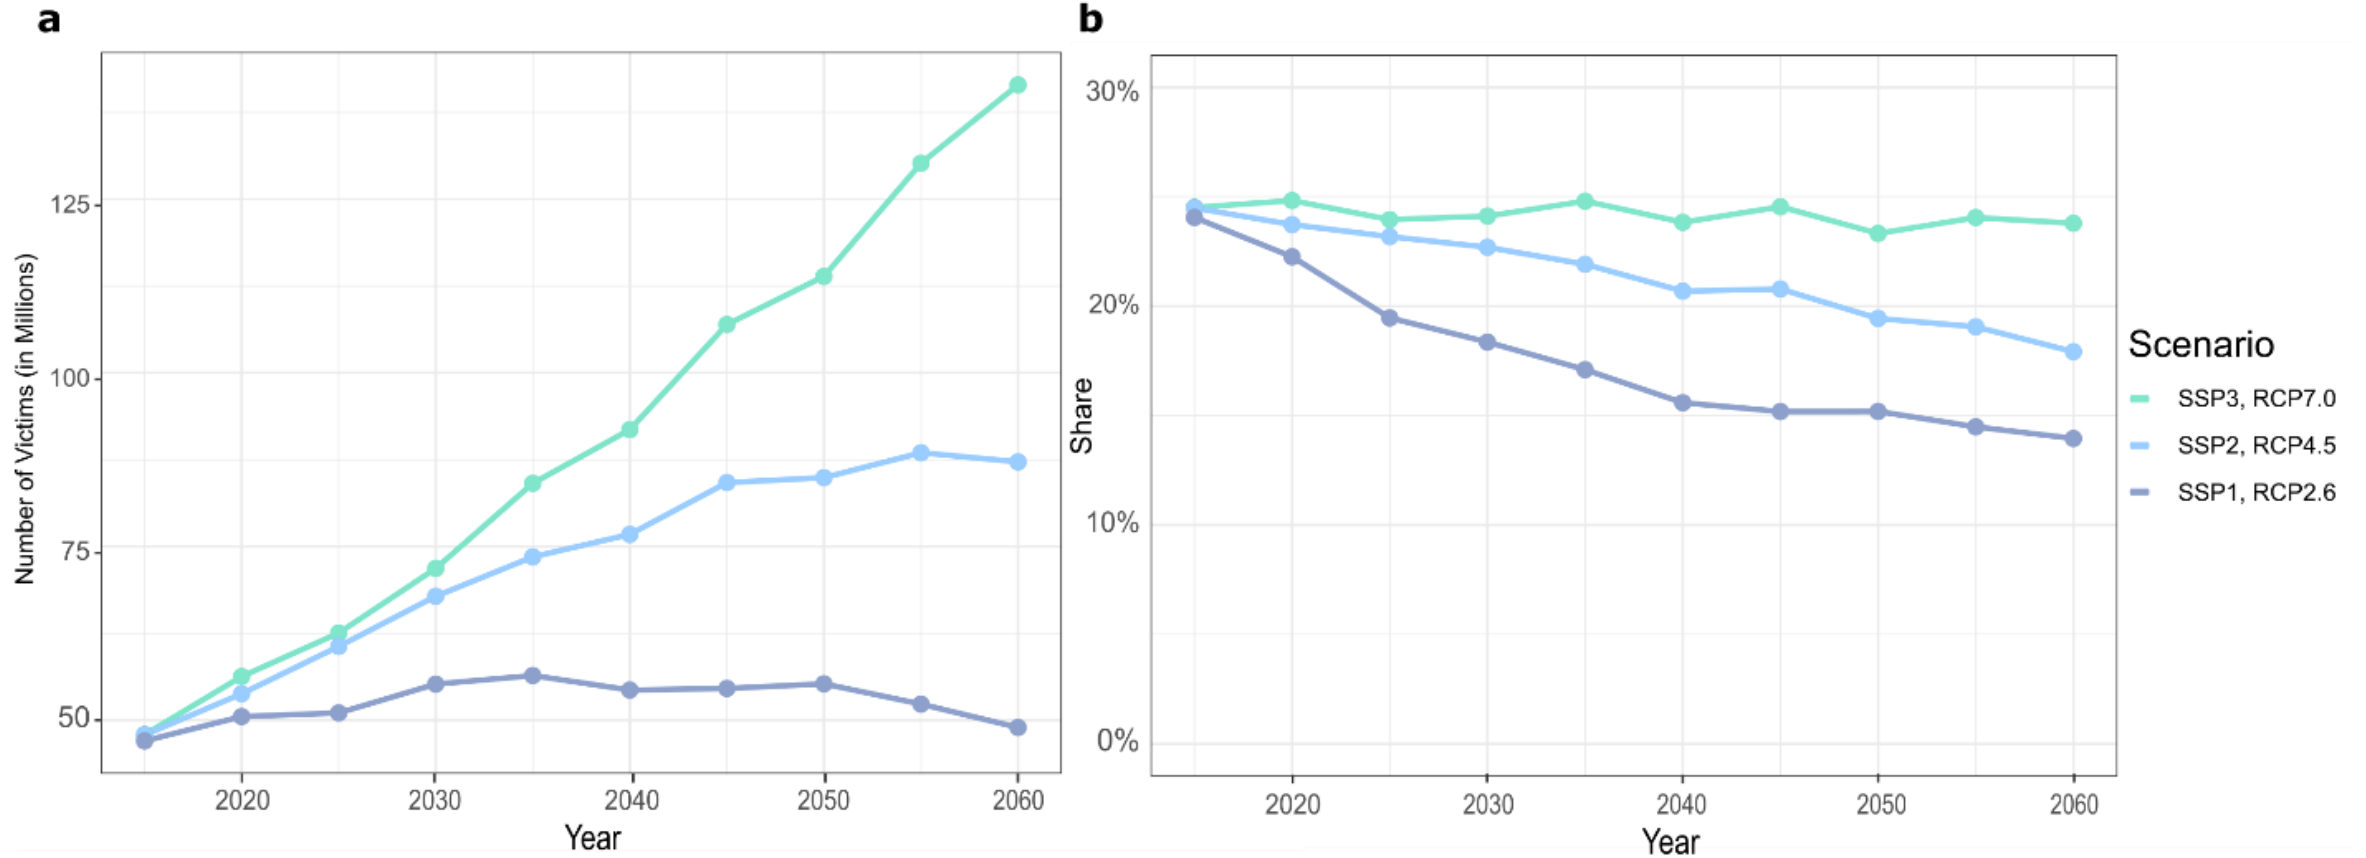 a
Number of Victims (in Millions)
125
100
75
50
2020 2030 2040 2050 2060
Year
b
Share
30%
20%
10%
0%
2020 2030 2040 2050 2060
Year
Scenario
SSP3, RCP7.0
SSP2, RCP4.5
SSP1, RCP2.6